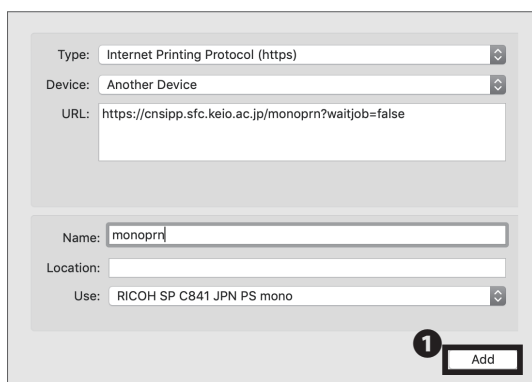 Type: Internet Printing Protocol (https)
Device: Another Device
URL: https://cnsipp.sfc.keio.ac.jp/monoprn?waitjob=false
Name: monoprn
Location:
Use: RICOH SP C841 JPN PS mono
1
Add